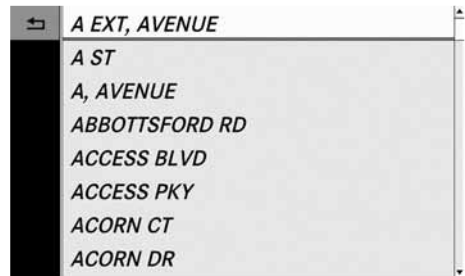 A EXT, AVENUE
A ST
A, AVENUE
ABBOTTSFORD RD
ACCESS BLVD
ACCESS PKY
ACORN CT
ACORN DR